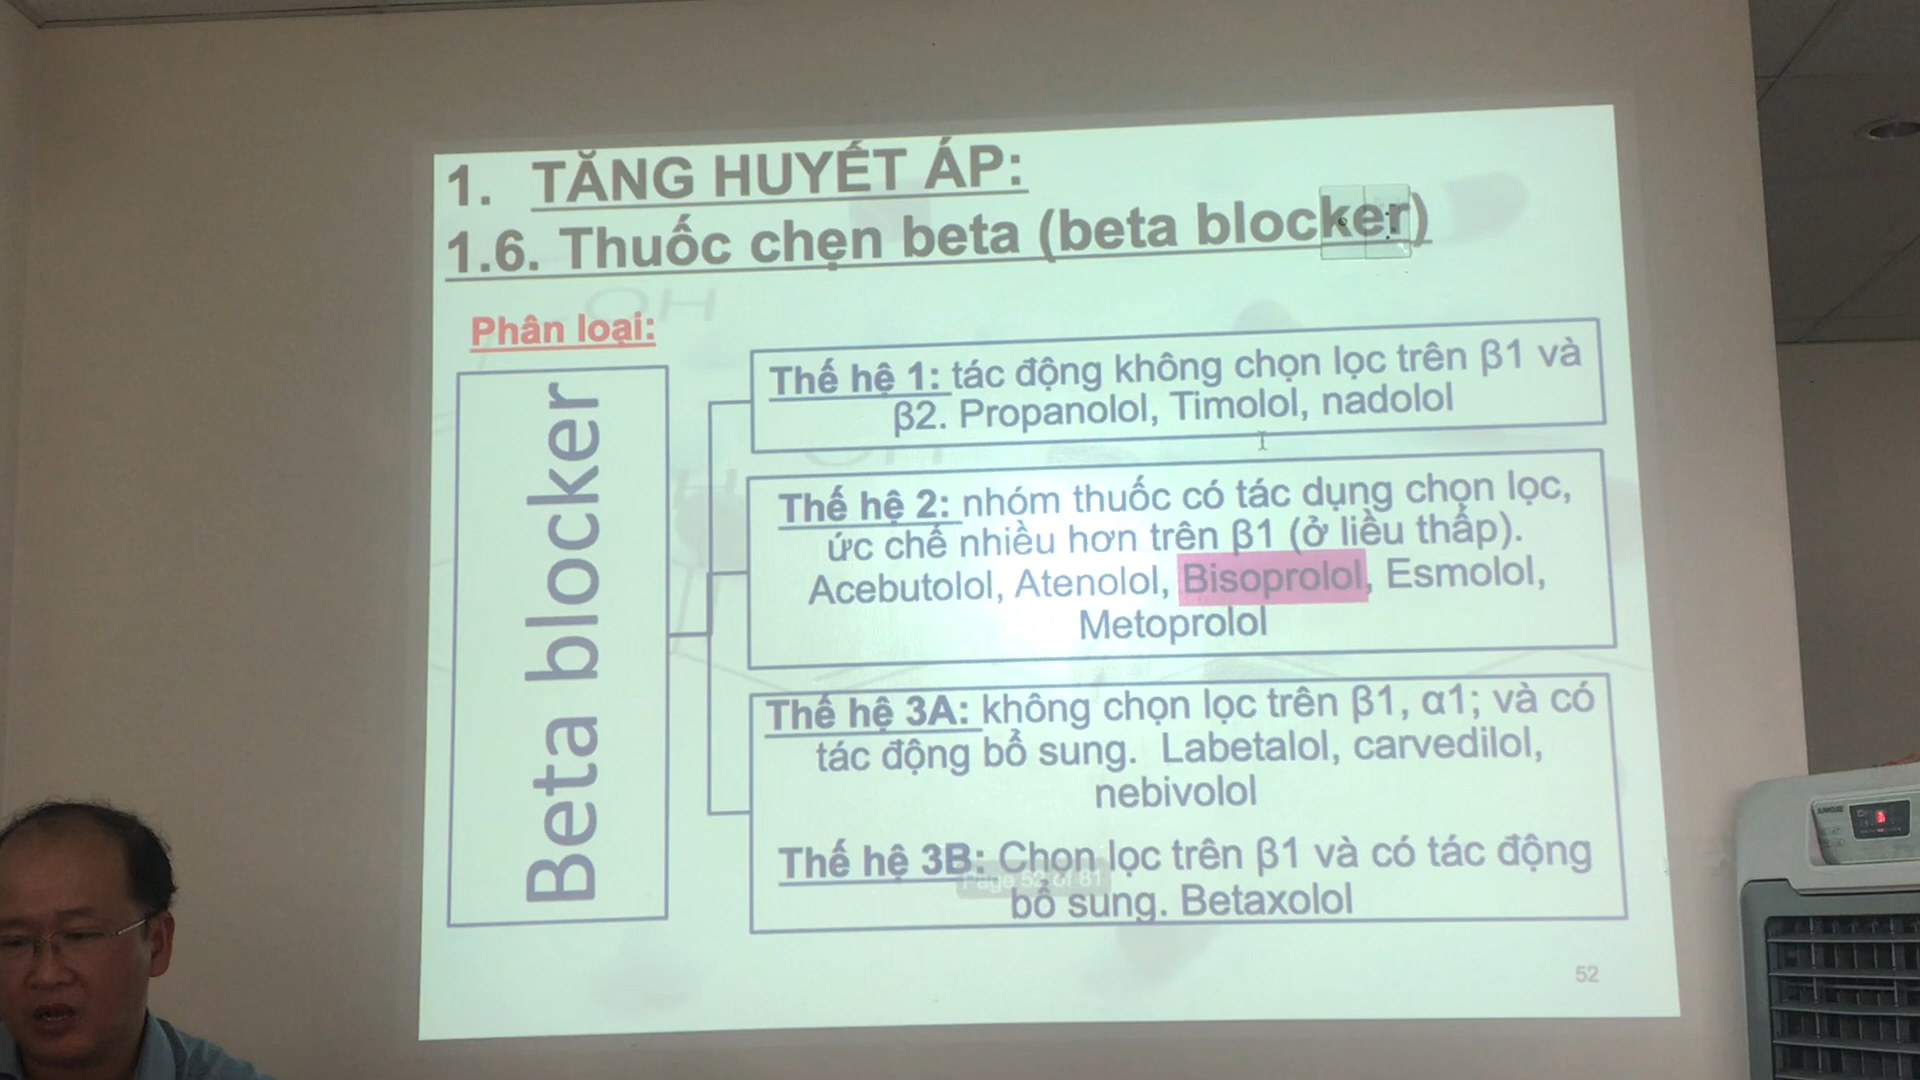 1. TĂNG HUYẾT ÁP:
1.6. Thuốc chẹn beta (beta blocker)
Phân loại:
Beta blocker
Thế hệ 1: tác động không chọn lọc trên β1 và
β2. Propanolol, Timolol, nadolol
Thế hệ 2: nhóm thuốc có tác dụng chọn lọc,
ức chế nhiều hơn trên β1 (ở liều thấp).
Acebutolol, Atenolol, Bisoprolol, Esmolol,
Metoprolol
Thế hệ 3A: không chọn lọc trên β1, α1; và có
tác động bổ sung. Labetalol, carvedilol,
nebivolol
Thế hệ 3B: Chọn lọc trên β1 và có tác động
bổ sung. Betaxolol
Page 52 of 81
52